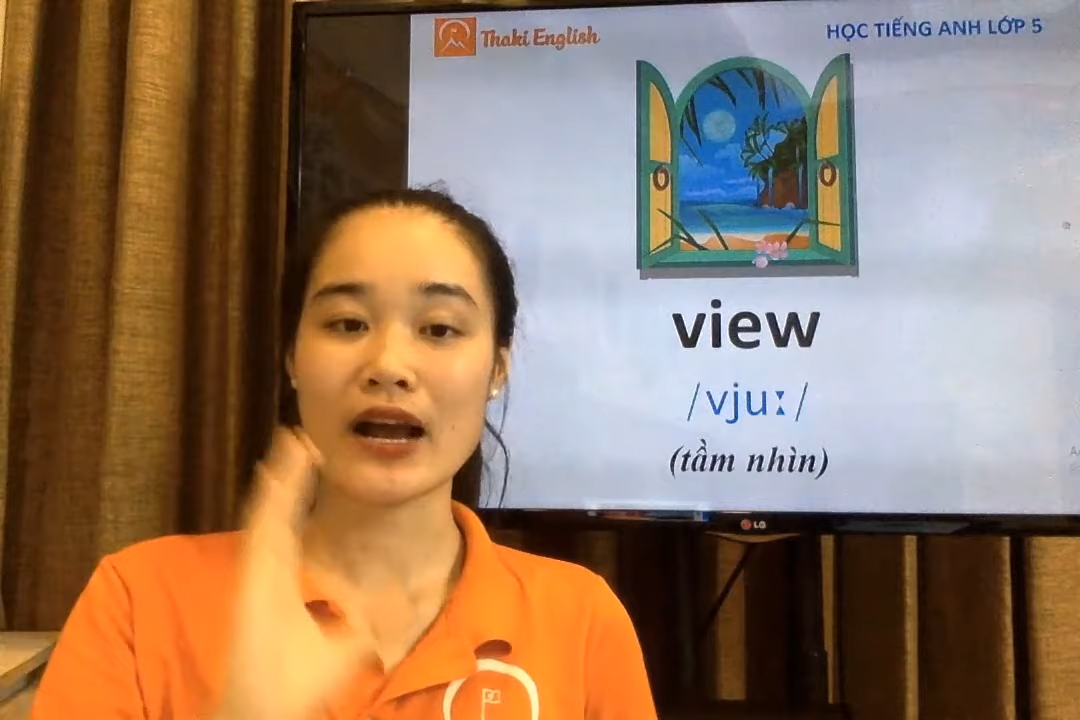 Thaki English
HỌC TIẾNG ANH LỚP 5
view
/vjuː/
(tầm nhìn)
LG